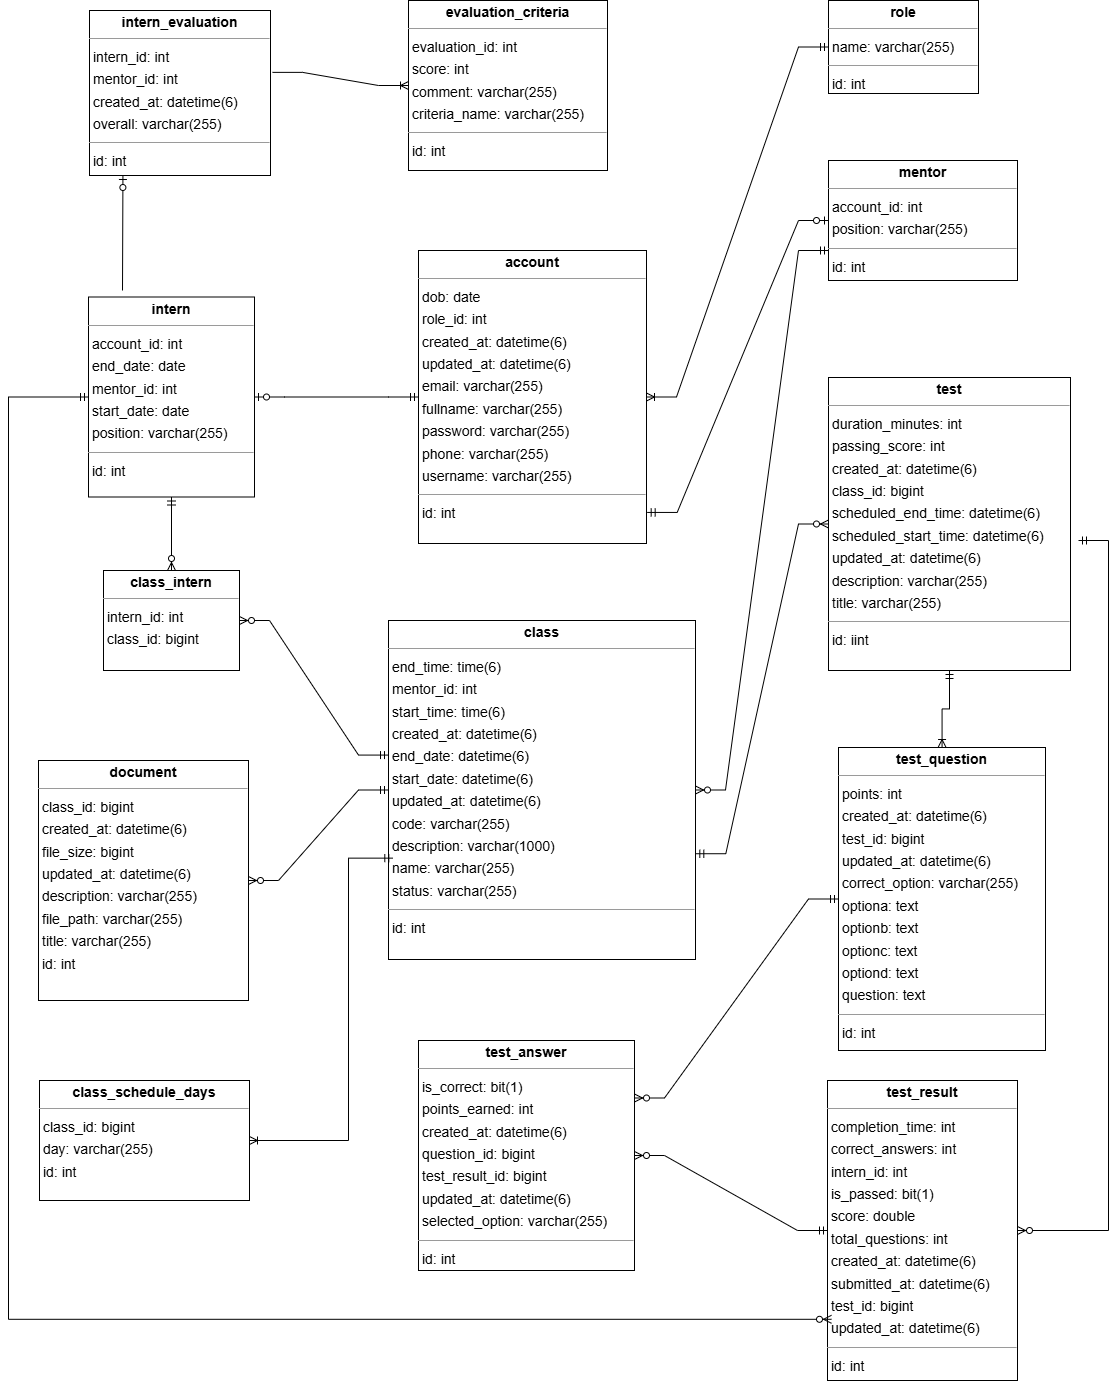 intern_evaluation
intern_id: int
mentor_id: int
created_at: datetime(6)
overall: varchar(255)
id: int
evaluation_criteria
evaluation_id: int
score: int
comment: varchar(255)
criteria_name: varchar(255)
id: int
role
name: varchar(255)
id: int
mentor
account_id: int
position: varchar(255)
id: int
intern
account_id: int
end_date: date
mentor_id: int
start_date: date
position: varchar(255)
id: int
account
dob: date
role_id: int
created_at: datetime(6)
updated_at: datetime(6)
email: varchar(255)
fullname: varchar(255)
password: varchar(255)
phone: varchar(255)
username: varchar(255)
id: int
test
duration_minutes: int
passing_score: int
created_at: datetime(6)
class_id: bigint
scheduled_end_time: datetime(6)
scheduled_start_time: datetime(6)
updated_at: datetime(6)
description: varchar(255)
title: varchar(255)
id: iint
class_intern
intern_id: int
class_id: bigint
class
end_time: time(6)
mentor_id: int
start_time: time(6)
created_at: datetime(6)
end_date: datetime(6)
start_date: datetime(6)
updated_at: datetime(6)
code: varchar(255)
description: varchar(1000)
name: varchar(255)
status: varchar(255)
id: int
document
class_id: bigint
created_at: datetime(6)
file_size: bigint
updated_at: datetime(6)
description: varchar(255)
file_path: varchar(255)
title: varchar(255)
id: int
test_question
points: int
created_at: datetime(6)
test_id: bigint
updated_at: datetime(6)
correct_option: varchar(255)
optiona: text
optionb: text
optionc: text
optiond: text
question: text
id: int
class_schedule_days
class_id: bigint
day: varchar(255)
id: int
test_answer
is_correct: bit(1)
points_earned: int
created_at: datetime(6)
question_id: bigint
test_result_id: bigint
updated_at: datetime(6)
selected_option: varchar(255)
id: int
test_result
completion_time: int
correct_answers: int
intern_id: int
is_passed: bit(1)
score: double
total_questions: int
created_at: datetime(6)
submitted_at: datetime(6)
test_id: bigint
updated_at: datetime(6)
id: int